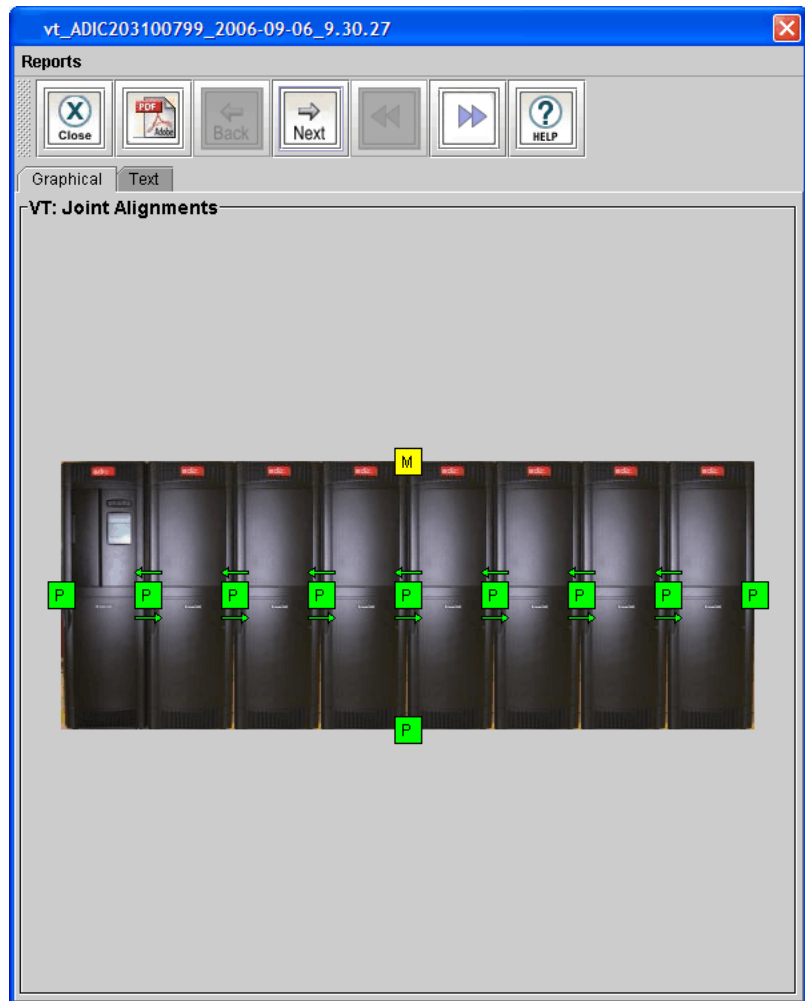 vt_ADIC203100799_2006-09-06_9.30.27
Reports
Close
PDF Adobe
Back
Next
HELP
Graphical Text
VT: Joint Alignments
M
P P P P P P P P P
P